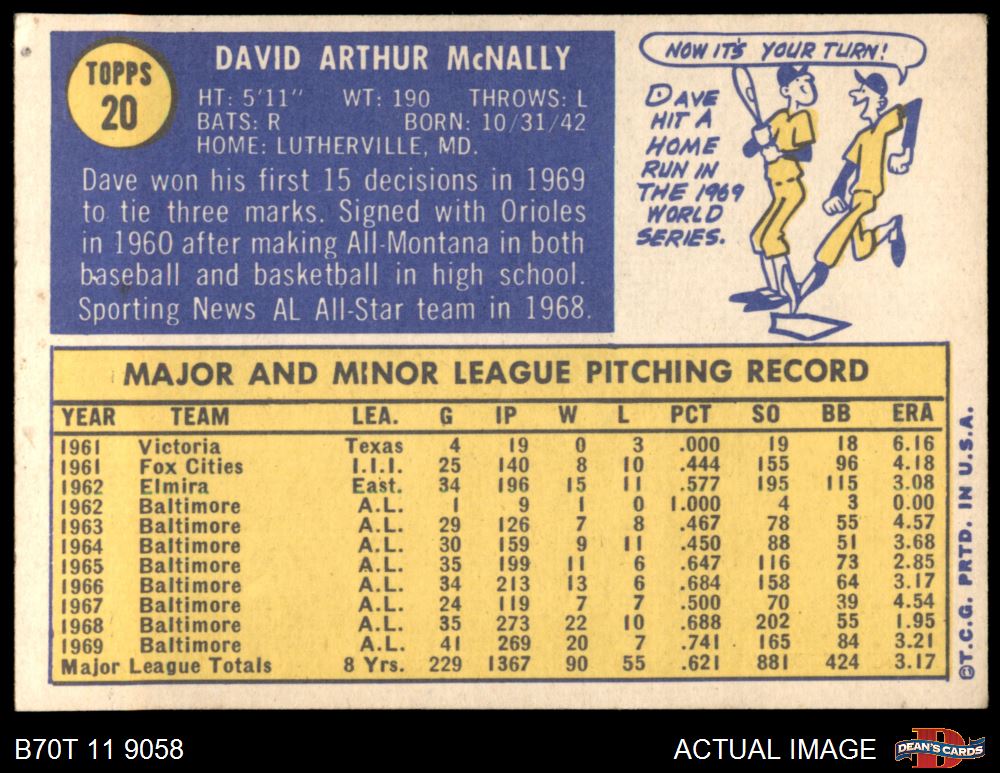 TOPPS
20
DAVID ARTHUR McNALLY
HT: 5'11" WT: 190 THROWS: L
BATS: R BORN: 10/31/42
HOME: LUTHERVILLE, MD.
Dave won his first 15 decisions in 1969
to tie three marks. Signed with Orioles
in 1960 after making All-Montana in both
baseball and basketball in high school.
Sporting News AL All-Star team in 1968.
NOW IT'S YOUR TURN!
DAVE
HIT A
HOME
RUN IN
THE 1969
WORLD
SERIES.
MAJOR AND MINOR LEAGUE PITCHING RECORD
YEAR TEAM LEA. G IP W L PCT SO BB ERA
1961 Victoria Texas 4 19 0 3 .000 19 18 6.16
1961 Fox Cities I.I.I. 25 140 8 10 .444 155 96 4.18
1962 Elmira East. 34 196 15 11 .577 195 115 3.08
1962 Baltimore A.L. 1 9 1 0 1.000 4 3 0.00
1963 Baltimore A.L. 29 126 7 8 .467 78 55 4.57
1964 Baltimore A.L. 30 159 9 11 .450 88 51 3.68
1965 Baltimore A.L. 35 199 11 6 .647 116 73 2.85
1966 Baltimore A.L. 34 213 13 6 .684 158 64 3.17
1967 Baltimore A.L. 24 119 7 7 .500 70 39 4.54
1968 Baltimore A.L. 35 273 22 10 .688 202 55 1.95
1969 Baltimore A.L. 41 269 20 7 .741 165 84 3.21
Major League Totals 8 Yrs. 229 1367 90 55 .621 881 424 3.17
©T.C.G. PRTD. IN U.S.A.
B70T 11 9058
ACTUAL IMAGE
D
DEAN'S CARDS